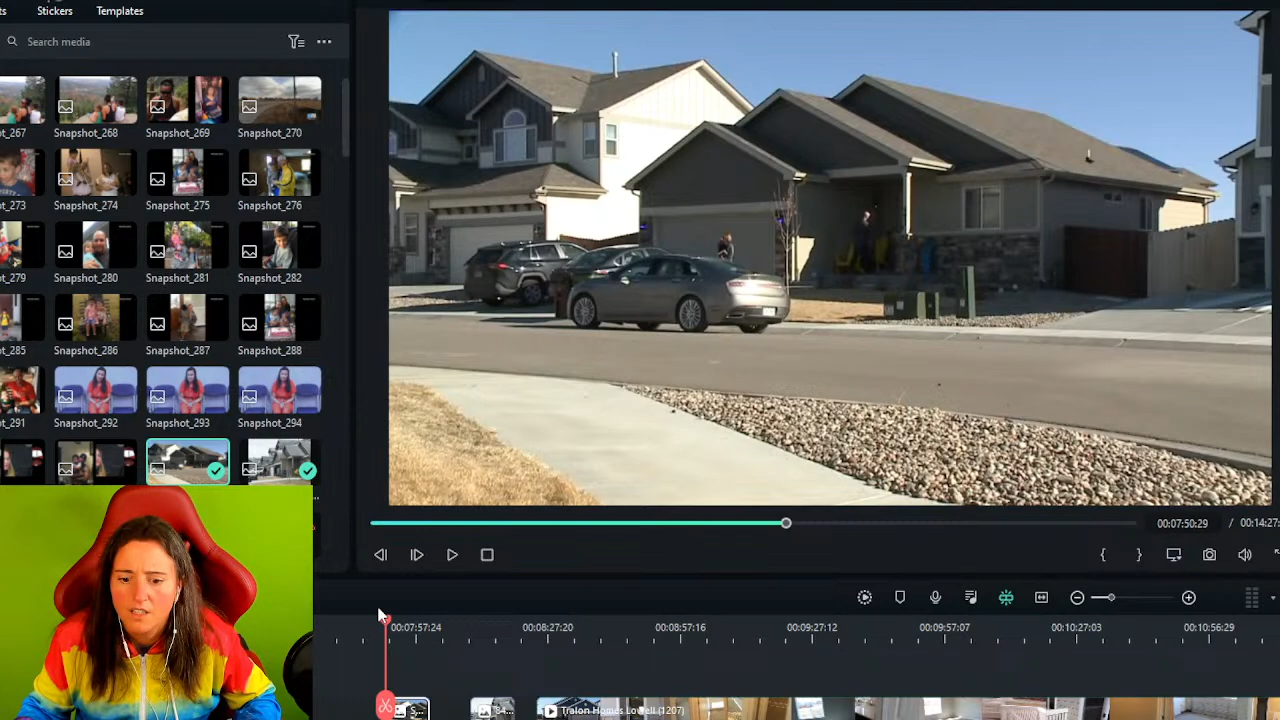 Stickers
Templates
Search media
Snapshot_268
Snapshot_269
Snapshot_270
Snapshot_274
Snapshot_275
Snapshot_276
Snapshot_280
Snapshot_281
Snapshot_282
Snapshot_286
Snapshot_287
Snapshot_288
Snapshot_292
Snapshot_293
Snapshot_294
00:07:50:29 / 00:14:27:
00:07:57:24
00:08:27:20
00:08:57:16
00:09:27:12
00:09:57:07
00:10:27:03
00:10:56:29
Tralon Homes Lowell (1207)